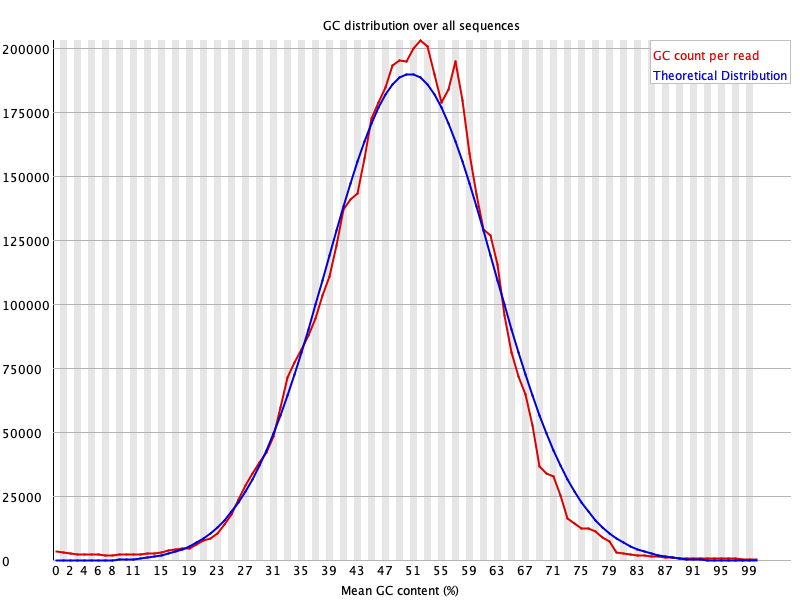 GC distribution over all sequences
GC count per read
Theoretical Distribution
200000
175000
150000
125000
100000
75000
50000
25000
0
0 2 4 6 8 11 15 19 23 27 31 35 39 43 47 51 55 59 63 67 71 75 79 83 87 91 95 99
Mean GC content (%)